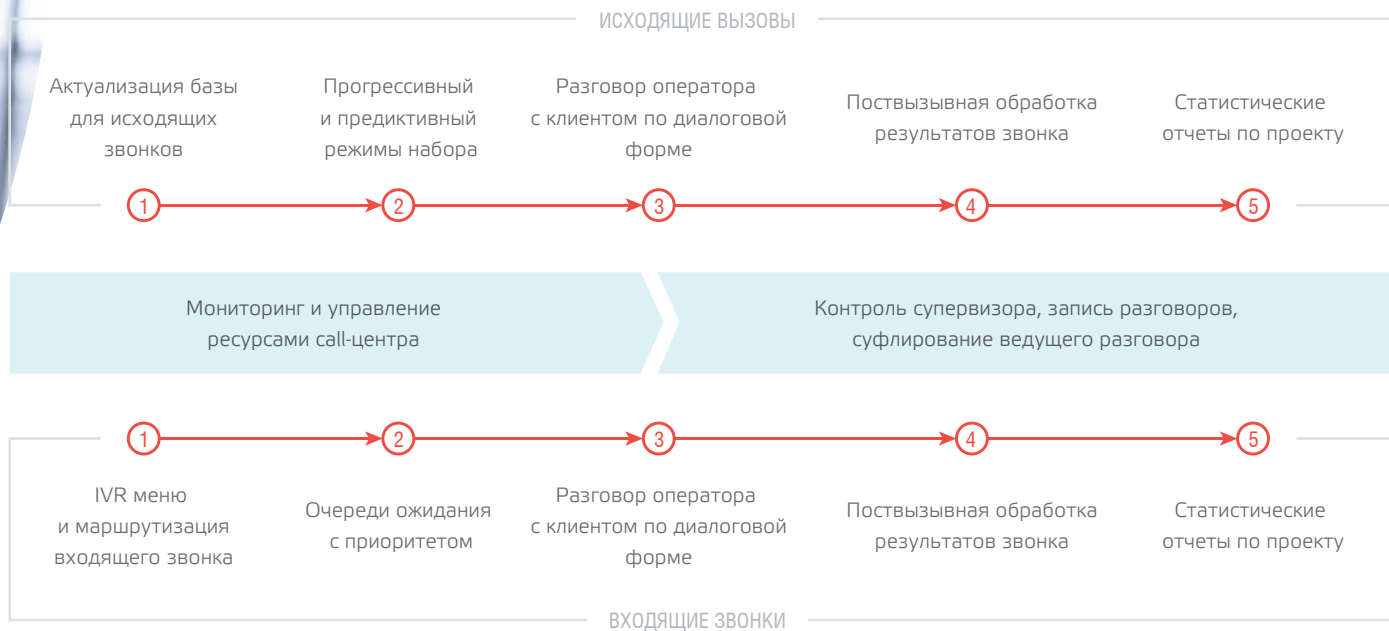 ИСХОДЯЩИЕ ВЫЗОВЫ
Актуализация базы
для исходящих
звонков
Прогрессивный
и предиктивный
режимы набора
Разговор оператора
с клиентом по диалоговой
форме
Поствызывная обработка
результатов звонка
Статистические
отчеты по проекту
1
2
3
4
5
Мониторинг и управление
ресурсами call-центра
Контроль супервизора, запись разговоров,
суфлирование ведущего разговора
1
2
3
4
5
IVR меню
и маршрутизация
входящего звонка
Очереди ожидания
с приоритетом
Разговор оператора
с клиентом по диалоговой
форме
Поствызывная обработка
результатов звонка
Статистические
отчеты по проекту
ВХОДЯЩИЕ ЗВОНКИ